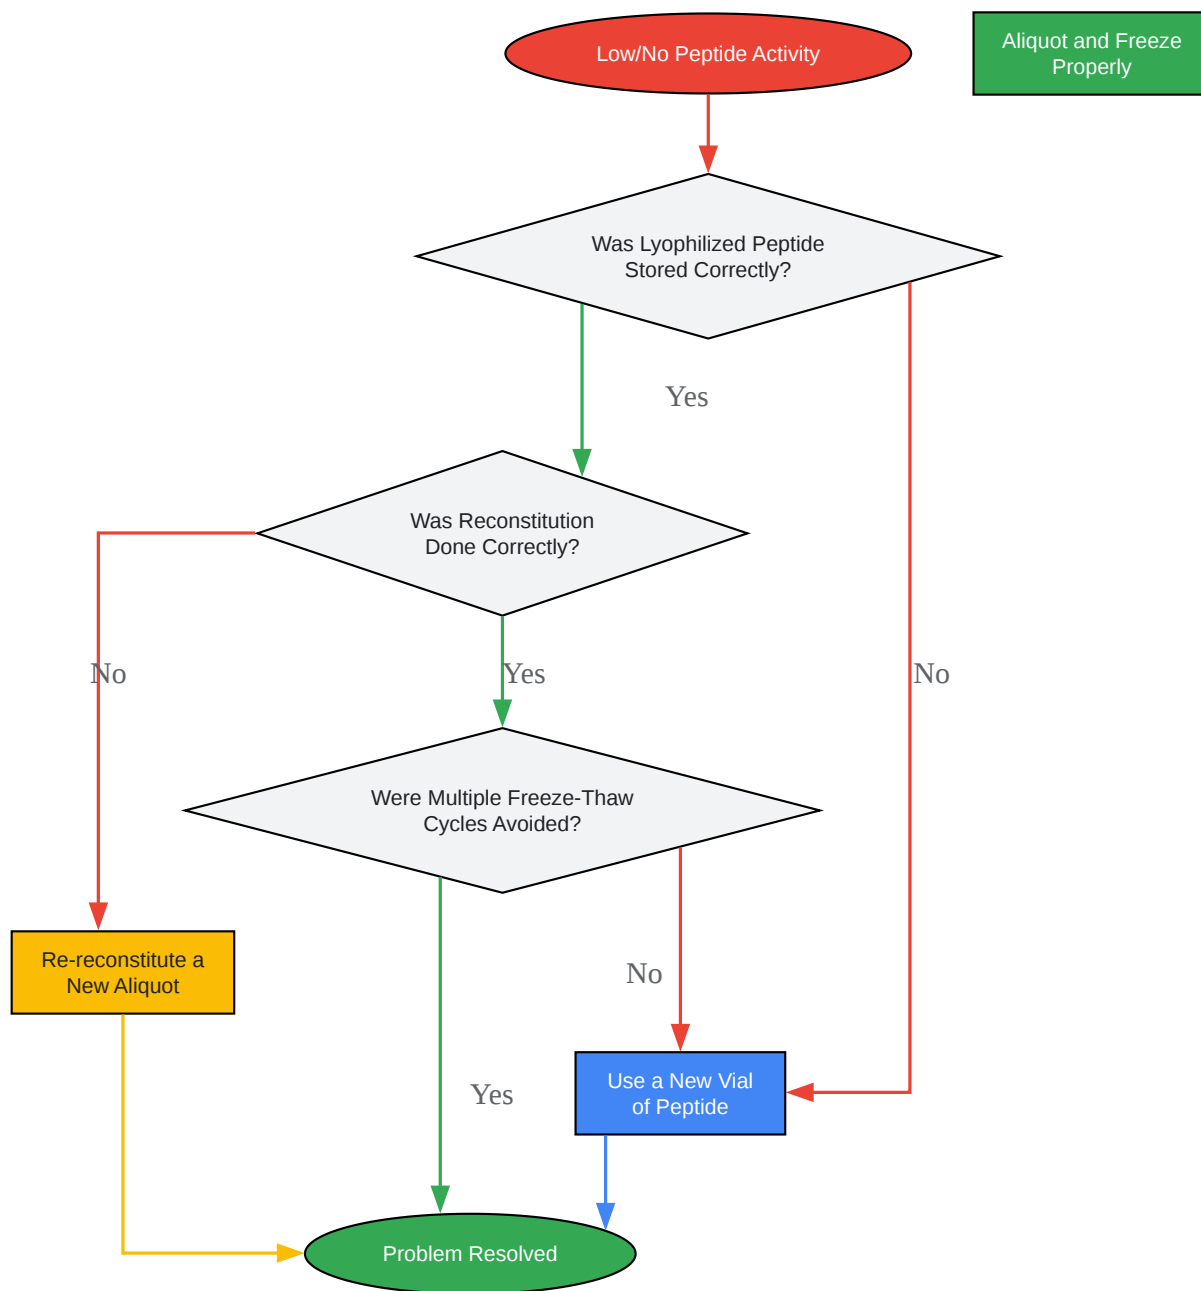 Low/No Peptide Activity
Aliquot and Freeze
Properly
Was Lyophilized Peptide
Stored Correctly?
Yes
Was Reconstitution
Done Correctly?
No
Yes
No
Were Multiple Freeze-Thaw
Cycles Avoided?
Re-reconstitute a
New Aliquot
No
Use a New Vial
of Peptide
Yes
Problem Resolved